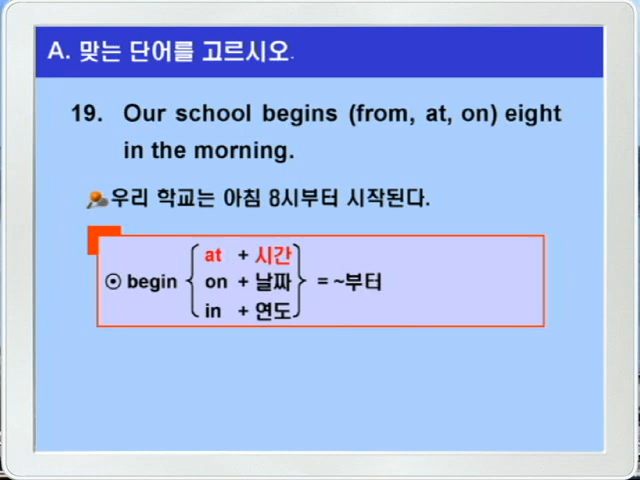 A. 맞는 단어를 고르시오.
19. Our school begins (from, at, on) eight
in the morning.
우리 학교는 아침 8시부터 시작된다.
at + 시간
⊙ begin on + 날짜 = ~부터
in + 연도